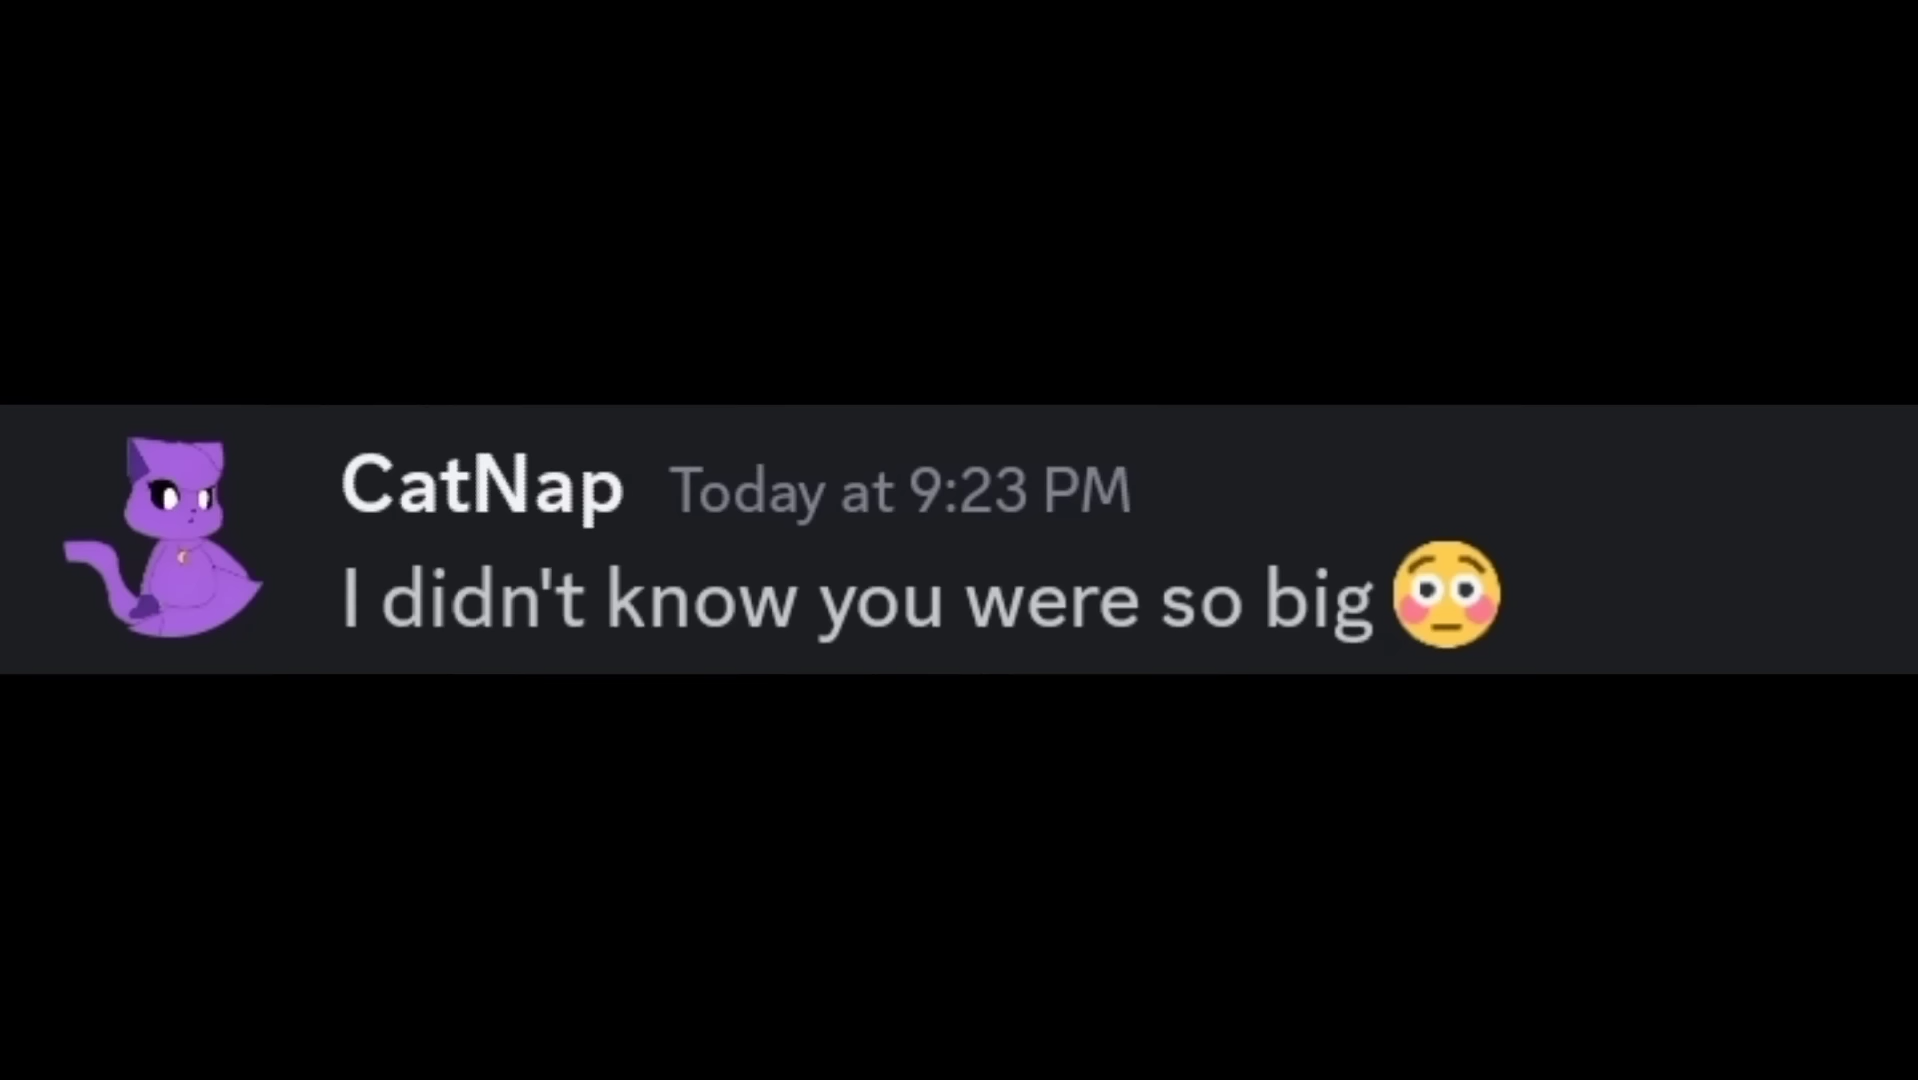 CatNap Today at 9:23 PM
I didn't know you were so big 😳